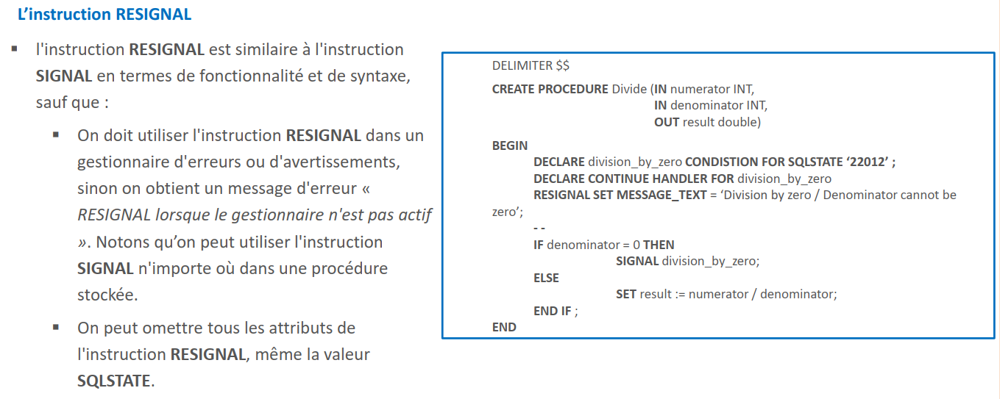 L'instruction RESIGNAL
▪ l'instruction RESIGNAL est similaire à l'instruction
SIGNAL en termes de fonctionnalité et de syntaxe,
sauf que :
▪ On doit utiliser l'instruction RESIGNAL dans un
gestionnaire d'erreurs ou d'avertissements,
sinon on obtient un message d'erreur «
RESIGNAL lorsque le gestionnaire n'est pas actif
». Notons qu’on peut utiliser l'instruction
SIGNAL n'importe où dans une procédure
stockée.
▪ On peut omettre tous les attributs de
l'instruction RESIGNAL, même la valeur
SQLSTATE.
DELIMITER $$
CREATE PROCEDURE Divide (IN numerator INT,
IN denominator INT,
OUT result double)
BEGIN
DECLARE division_by_zero CONDISTION FOR SQLSTATE ‘22012’ ;
DECLARE CONTINUE HANDLER FOR division_by_zero
RESIGNAL SET MESSAGE_TEXT = ‘Division by zero / Denominator cannot be
zero’;
- -
IF denominator = 0 THEN
SIGNAL division_by_zero;
ELSE
SET result := numerator / denominator;
END IF ;
END